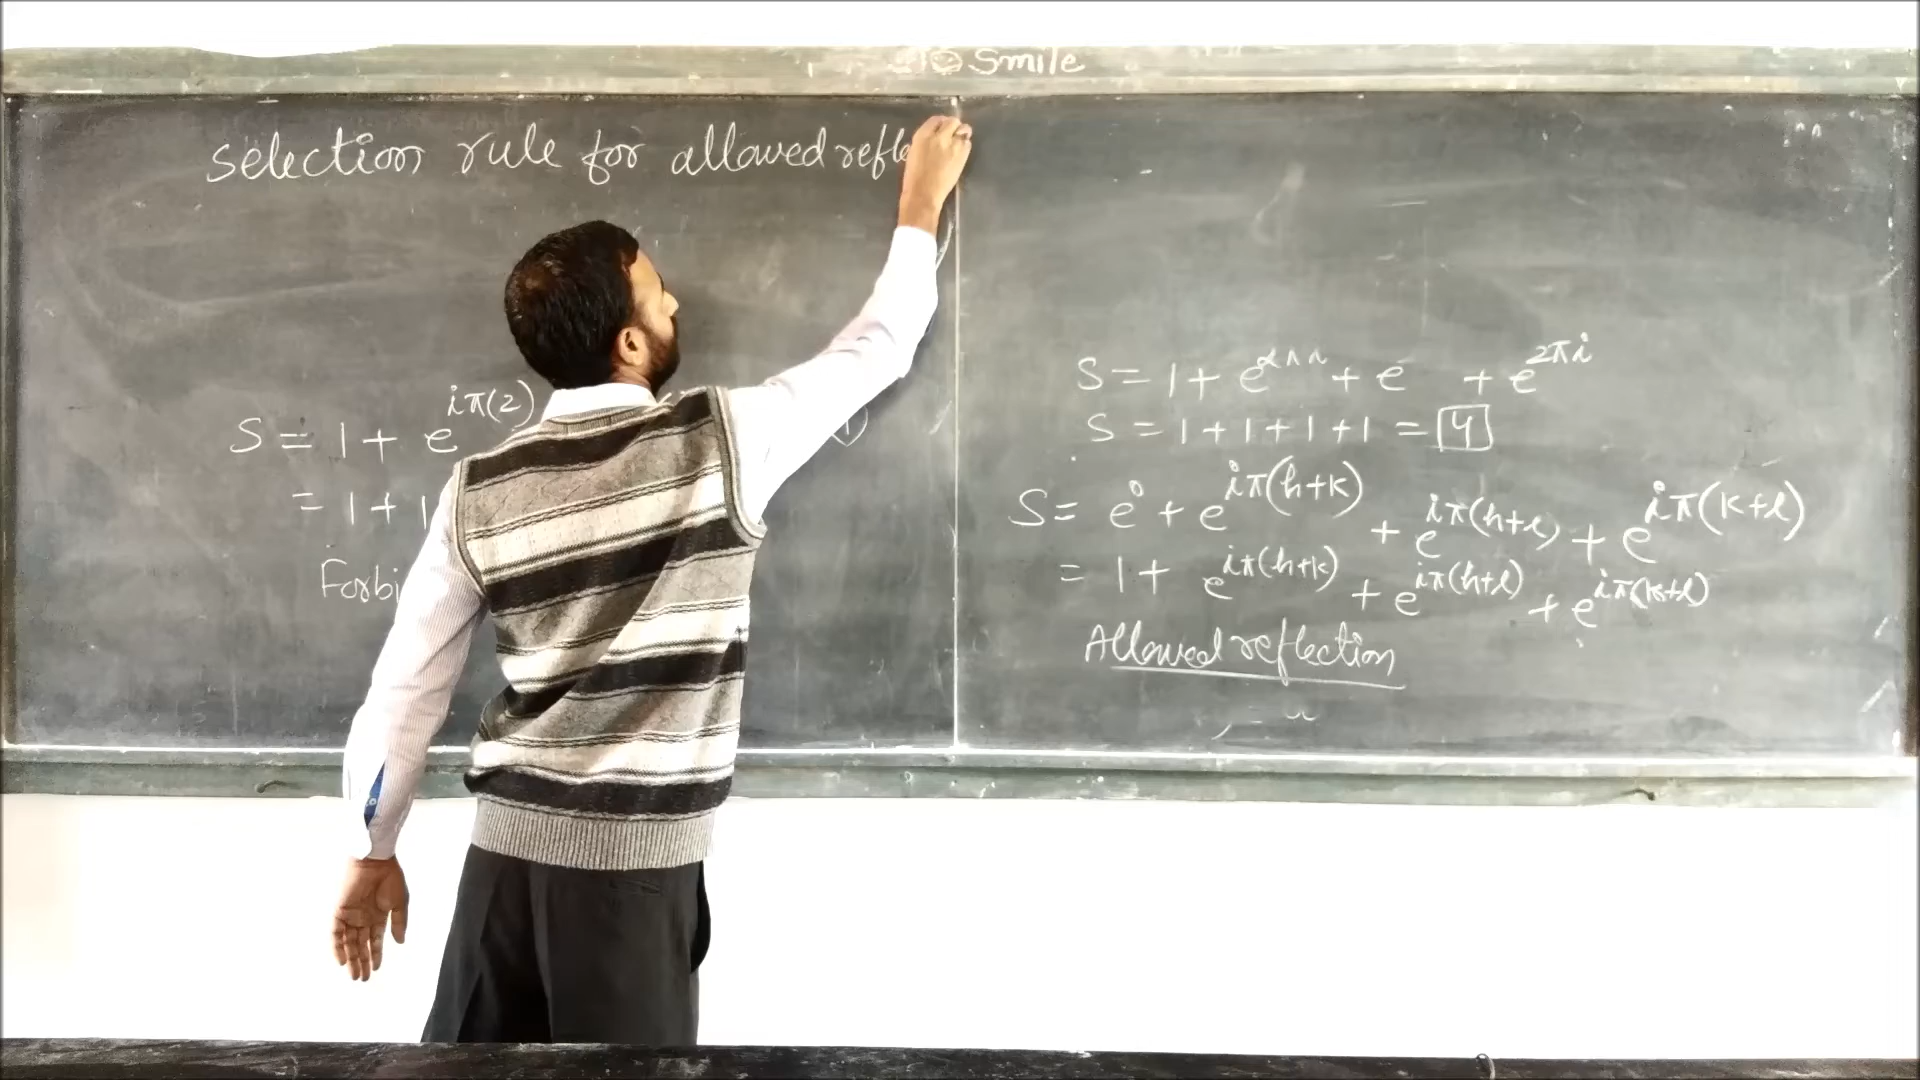 Smile
selection rule for allowed refle
S = 1 + e^{iπ(2)}
= 1 + 1
Forbi
S = 1 + e^{2πi} + e + e^{2πi}
S = 1 + 1 + 1 + 1 = 4
S = e^0 + e^{iπ(h+k)} + e^{iπ(h+l)} + e^{iπ(k+l)}
= 1 + e^{iπ(h+k)} + e^{iπ(h+l)} + e^{iπ(k+l)}
Allowed reflection